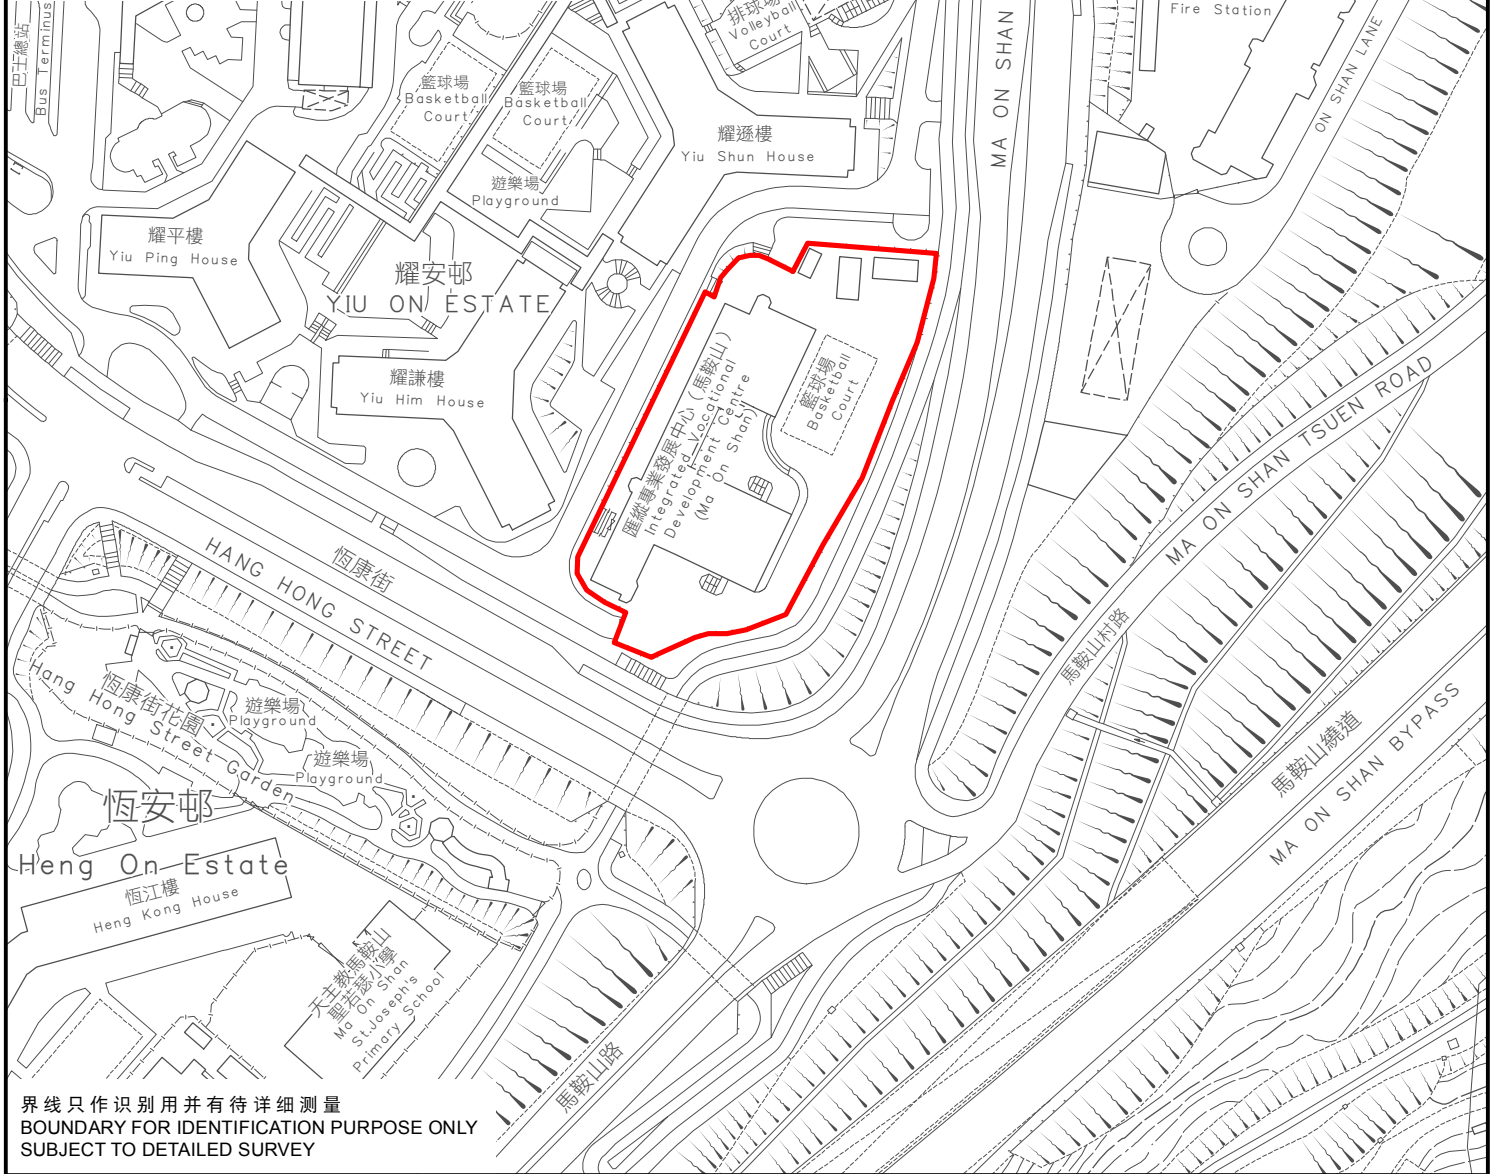 巴士總站
Bus Terminus
籃球場
Basketball
Court
籃球場
Basketball
Court
排球場
Volleyball
Court
MA ON SHAN
Fire Station
ON SHAN LANE
耀遜樓
Yiu Shun House
遊樂場
Playground
耀平樓
Yiu Ping House
耀安邨
YIU ON ESTATE
耀謙樓
Yiu Him House
匯縱專業發展中心（馬鞍山）
Integrated Vocational
Development Centre
(Ma On Shan)
籃球場
Basketball
Court
MA ON SHAN TSUEN ROAD
馬鞍山村路
恆康街
HANG HONG STREET
恆康街花園
Hang Hong Street Garden
遊樂場
Playground
遊樂場
Playground
馬鞍山繞道
MA ON SHAN BYPASS
恆安邨
Heng On Estate
恆江樓
Heng Kong House
天主教馬鞍山
聖若瑟小學
Ma On Shan
St.Joseph's
Primary School
馬鞍山路
界线只作识别用并有待详细测量
BOUNDARY FOR IDENTIFICATION PURPOSE ONLY
SUBJECT TO DETAILED SURVEY